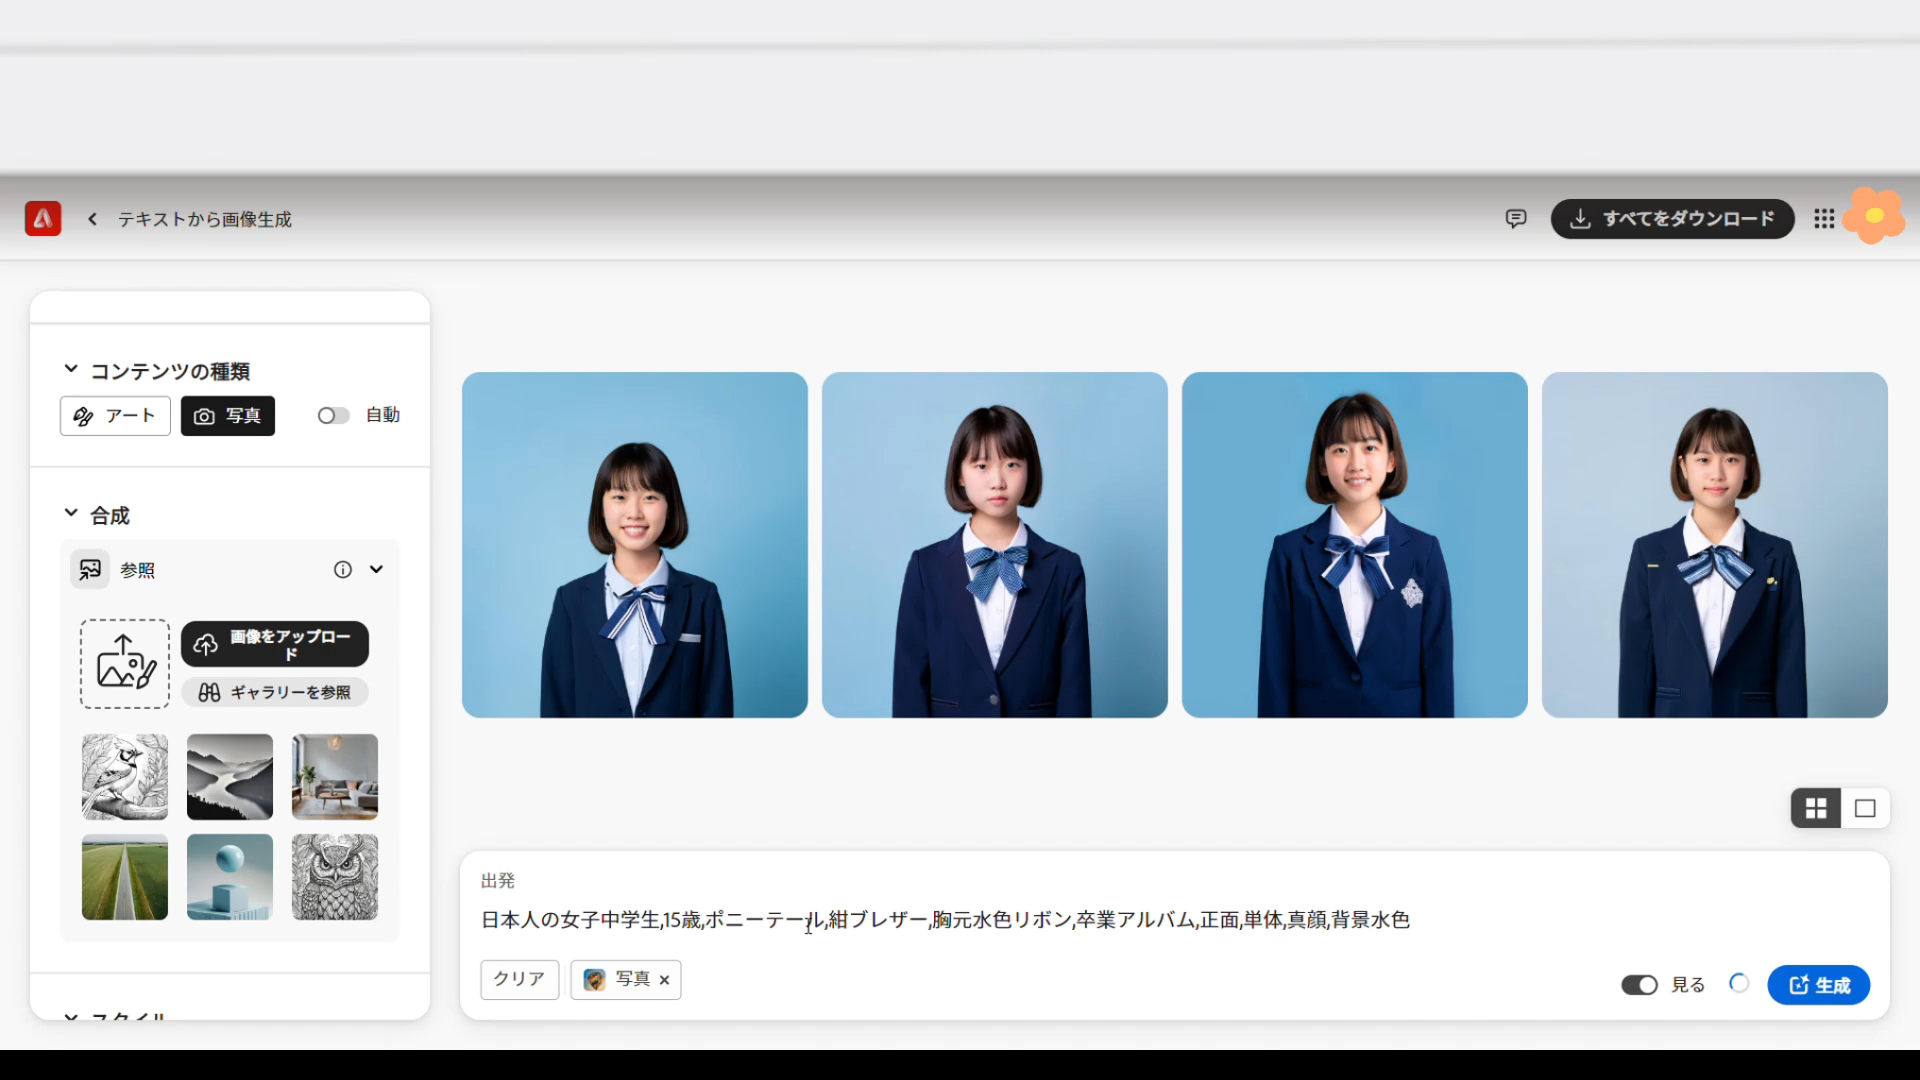 テキストから画像生成
すべてをダウンロード
コンテンツの種類
アート
写真
自動
合成
参照
画像をアップロー
ド
ギャラリーを参照
スタイル
出発
日本人の女子中学生,15歳,ポニーテール,紺ブレザー,胸元水色リボン,卒業アルバム,正面,単体,真顔,背景水色
クリア
写真
見る
生成